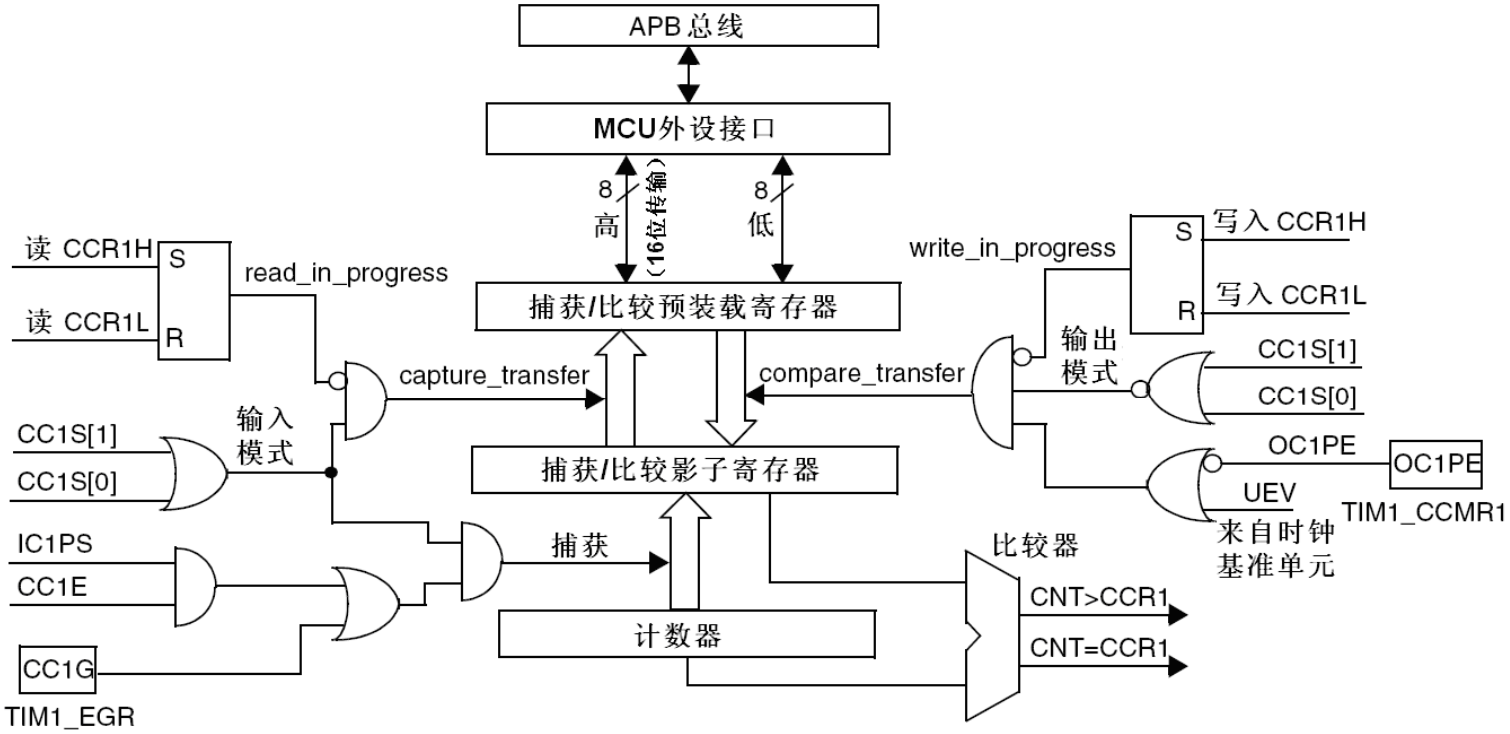 APB 总线
MCU外设接口
8
高
(16位传输)
8
低
读 CCR1H
S
read_in_progress
读 CCR1L
R
write_in_progress
S
写入 CCR1H
R
写入 CCR1L
捕获/比较预装载寄存器
capture_transfer
compare_transfer
输出
模式
CC1S[1]
CC1S[0]
输入
模式
CC1S[1]
CC1S[0]
捕获/比较影子寄存器
OC1PE
OC1PE
UEV
TIM1_CCMR1
来自时钟
基准单元
IC1PS
CC1E
捕获
比较器
CNT>CCR1
计数器
CNT=CCR1
CC1G
TIM1_EGR